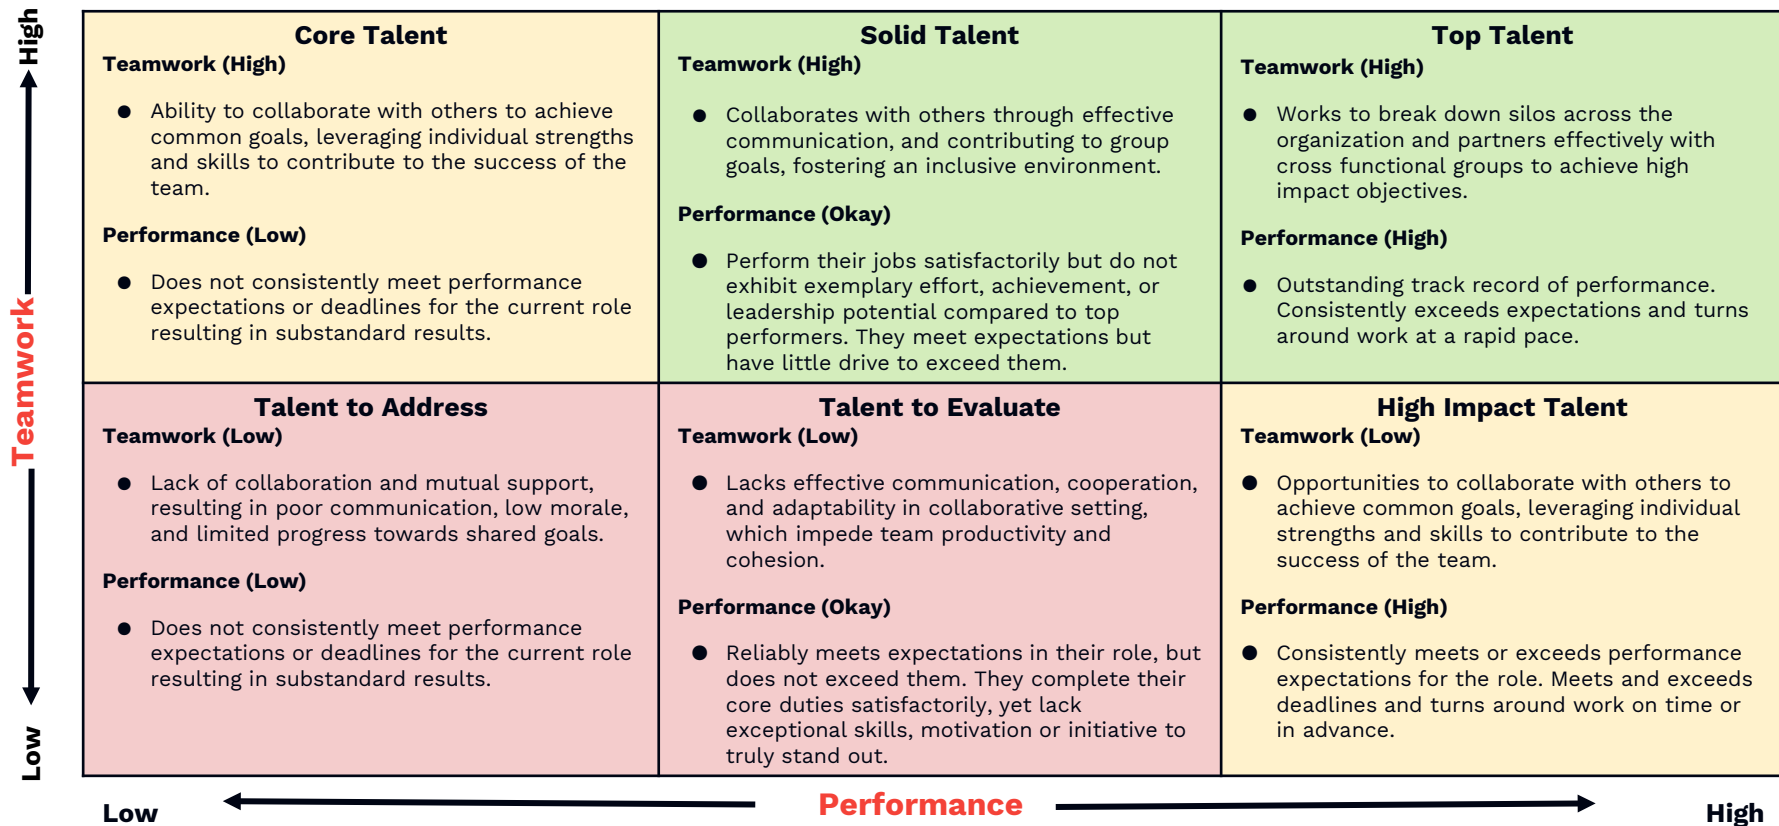 High
Teamwork
Low
Core Talent
Teamwork (High)
● Ability to collaborate with others to achieve
common goals, leveraging individual strengths
and skills to contribute to the success of the
team.
Performance (Low)
● Does not consistently meet performance
expectations or deadlines for the current role
resulting in substandard results.
Solid Talent
Teamwork (High)
● Collaborates with others through effective
communication, and contributing to group
goals, fostering an inclusive environment.
Performance (Okay)
● Perform their jobs satisfactorily but do not
exhibit exemplary effort, achievement, or
leadership potential compared to top
performers. They meet expectations but
have little drive to exceed them.
Top Talent
Teamwork (High)
● Works to break down silos across the
organization and partners effectively with
cross functional groups to achieve high
impact objectives.
Performance (High)
● Outstanding track record of performance.
Consistently exceeds expectations and turns
around work at a rapid pace.
Talent to Address
Teamwork (Low)
● Lack of collaboration and mutual support,
resulting in poor communication, low morale,
and limited progress towards shared goals.
Performance (Low)
● Does not consistently meet performance
expectations or deadlines for the current role
resulting in substandard results.
Talent to Evaluate
Teamwork (Low)
● Lacks effective communication, cooperation,
and adaptability in collaborative setting,
which impede team productivity and
cohesion.
Performance (Okay)
● Reliably meets expectations in their role, but
does not exceed them. They complete their
core duties satisfactorily, yet lack
exceptional skills, motivation or initiative to
truly stand out.
High Impact Talent
Teamwork (Low)
● Opportunities to collaborate with others to
achieve common goals, leveraging individual
strengths and skills to contribute to the
success of the team.
Performance (High)
● Consistently meets or exceeds performance
expectations for the role. Meets and exceeds
deadlines and turns around work on time or
in advance.
Low
Performance
High